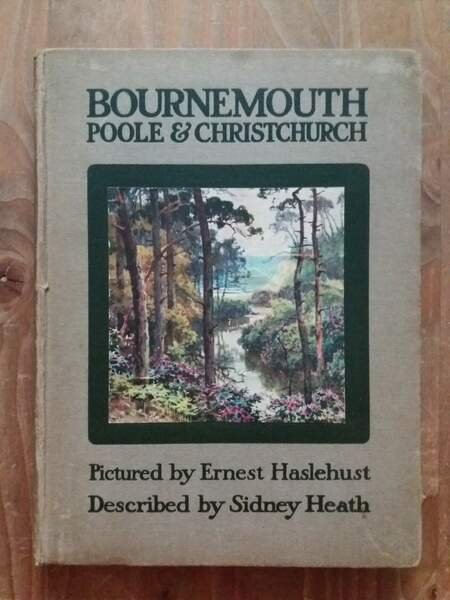 BOURNEMOUTH
POOLE & CHRISTCHURCH
Pictured by Ernest Haslehust
Described by Sidney Heath